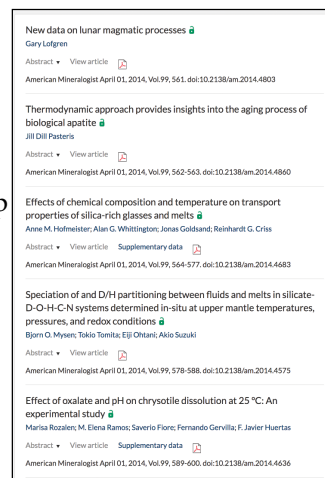 New data on lunar magmatic processes
Gary Lofgren
Abstract View article
American Mineralogist April 01, 2014, Vol.99, 561. doi:10.2138/am.2014.4803
Thermodynamic approach provides insights into the aging process of
biological apatite
Jill Dill Pasteris
Abstract View article
American Mineralogist April 01, 2014, Vol.99, 562-563. doi:10.2138/am.2014.4860
Effects of chemical composition and temperature on transport
properties of silica-rich glasses and melts
Anne M. Hofmeister; Alan G. Whittington; Jonas Goldsand; Reinhardt G. Criss
Abstract View article Supplementary data
American Mineralogist April 01, 2014, Vol.99, 564-577. doi:10.2138/am.2014.4683
Speciation of and D/H partitioning between fluids and melts in silicate-
D-O-H-C-N systems determined in-situ at upper mantle temperatures,
pressures, and redox conditions
Bjorn O. Mysen; Tokio Tomita; Eiji Ohtani; Akio Suzuki
Abstract View article
American Mineralogist April 01, 2014, Vol.99, 578-588. doi:10.2138/am.2014.4575
Effect of oxalate and pH on chrysotile dissolution at 25 °C: An
experimental study
Marisa Rozalen; M. Elena Ramos; Saverio Fiore; Fernando Gervilla; F. Javier Huertas
Abstract View article Supplementary data
American Mineralogist April 01, 2014, Vol.99, 589-600. doi:10.2138/am.2014.4636